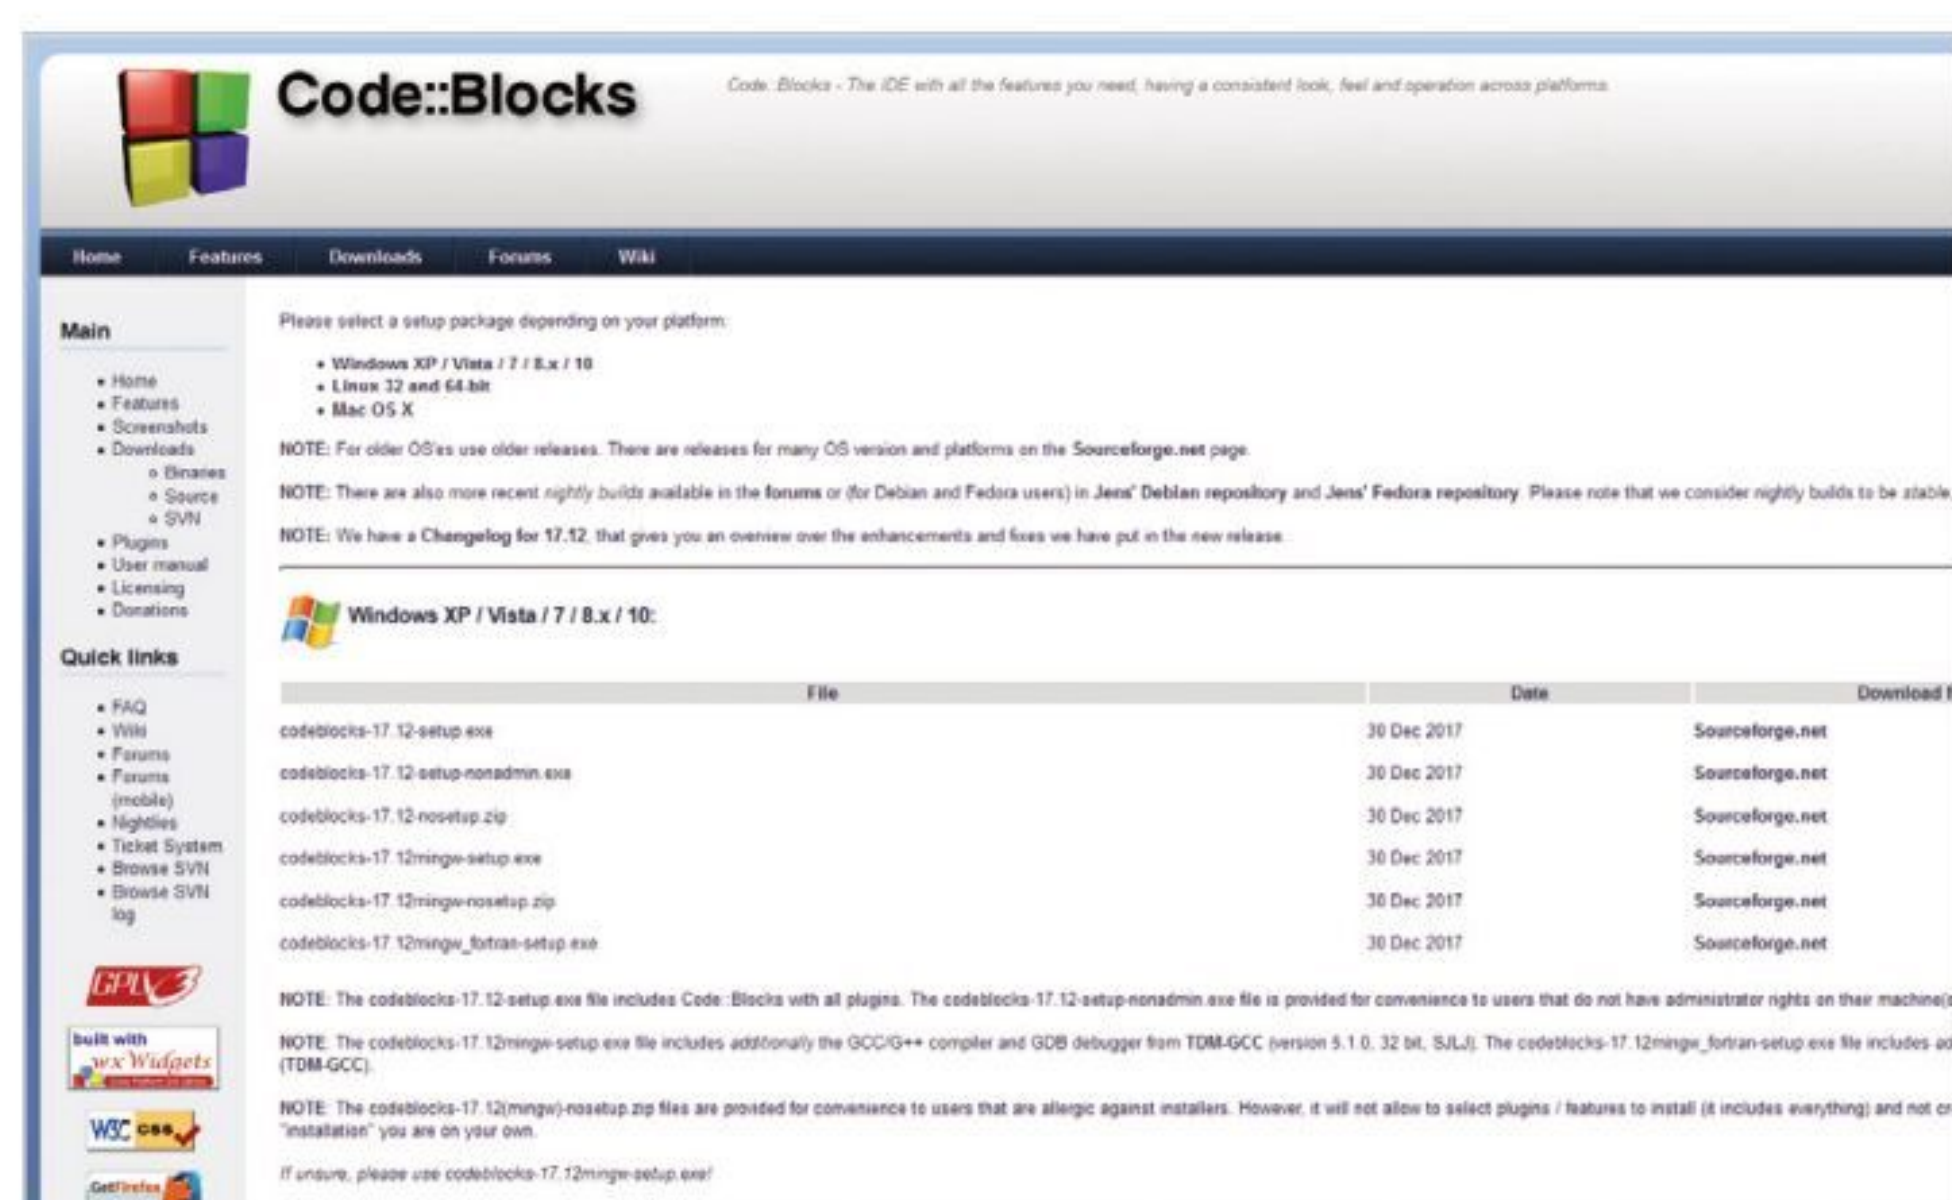 Code::Blocks
Code::Blocks - The IDE with all the features you need, having a consistent look, feel and operation across platforms.
Home Features Downloads Forums Wiki
Main
• Home
• Features
• Screenshots
• Downloads
o Binaries
o Source
o SVN
• Plugins
• User manual
• Licensing
• Donations
Quick links
• FAQ
• Wiki
• Forums
• Forums
(mobile)
• Nightlies
• Ticket System
• Browse SVN
• Browse SVN
log
GPLv3
built with
wxWidgets
W3C css
GetFirefox
Please select a setup package depending on your platform:
• Windows XP / Vista / 7 / 8.x / 10
• Linux 32 and 64-bit
• Mac OS X
NOTE: For older OS'es use older releases. There are releases for many OS version and platforms on the Sourceforge.net page.
NOTE: There are also more recent nightly builds available in the forums or (for Debian and Fedora users) in Jens' Debian repository and Jens' Fedora repository. Please note that we consider nightly builds to be stable,
NOTE: We have a Changelog for 17.12, that gives you an overview over the enhancements and fixes we have put in the new release.
Windows XP / Vista / 7 / 8.x / 10:
File Date Download
codeblocks-17.12-setup.exe 30 Dec 2017 Sourceforge.net
codeblocks-17.12-setup-nonadmin.exe 30 Dec 2017 Sourceforge.net
codeblocks-17.12-nosetup.zip 30 Dec 2017 Sourceforge.net
codeblocks-17.12mingw-setup.exe 30 Dec 2017 Sourceforge.net
codeblocks-17.12mingw-nosetup.zip 30 Dec 2017 Sourceforge.net
codeblocks-17.12mingw_fortran-setup.exe 30 Dec 2017 Sourceforge.net
NOTE: The codeblocks-17.12-setup.exe file includes Code::Blocks with all plugins. The codeblocks-17.12-setup-nonadmin.exe file is provided for convenience to users that do not have administrator rights on their machine(
NOTE: The codeblocks-17.12mingw-setup.exe file includes additionally the GCC/G++ compiler and GDB debugger from TDM-GCC (version 5.1.0, 32 bit, SJLJ). The codeblocks-17.12mingw_fortran-setup.exe file includes ad
(TDM-GCC).
NOTE: The codeblocks-17.12(mingw)-nosetup.zip files are provided for convenience to users that are allergic against installers. However, it will not allow to select plugins / features to install (it includes everything) and not cr
"installation" you are on your own.
If unsure, please use codeblocks-17.12mingw-setup.exe!